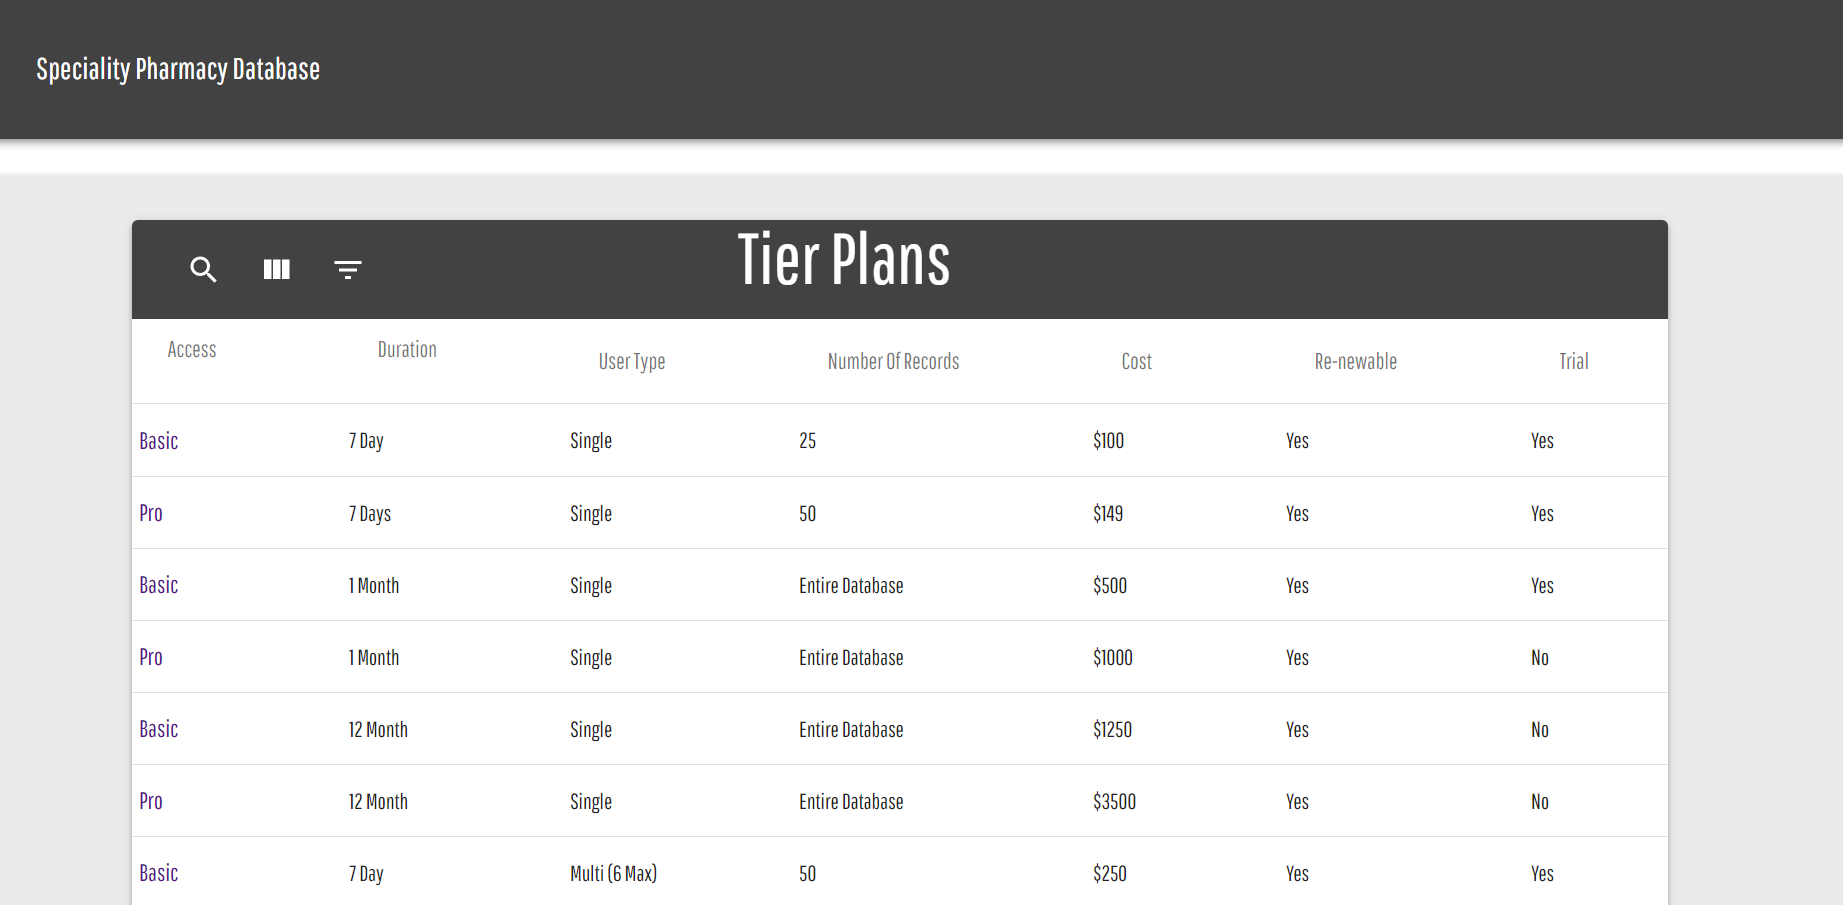 Speciality Pharmacy Database
Tier Plans
Access Duration User Type Number Of Records Cost Re-newable Trial
Basic 7 Day Single 25 $100 Yes Yes
Pro 7 Days Single 50 $149 Yes Yes
Basic 1 Month Single Entire Database $500 Yes Yes
Pro 1 Month Single Entire Database $1000 Yes No
Basic 12 Month Single Entire Database $1250 Yes No
Pro 12 Month Single Entire Database $3500 Yes No
Basic 7 Day Multi (6 Max) 50 $250 Yes Yes